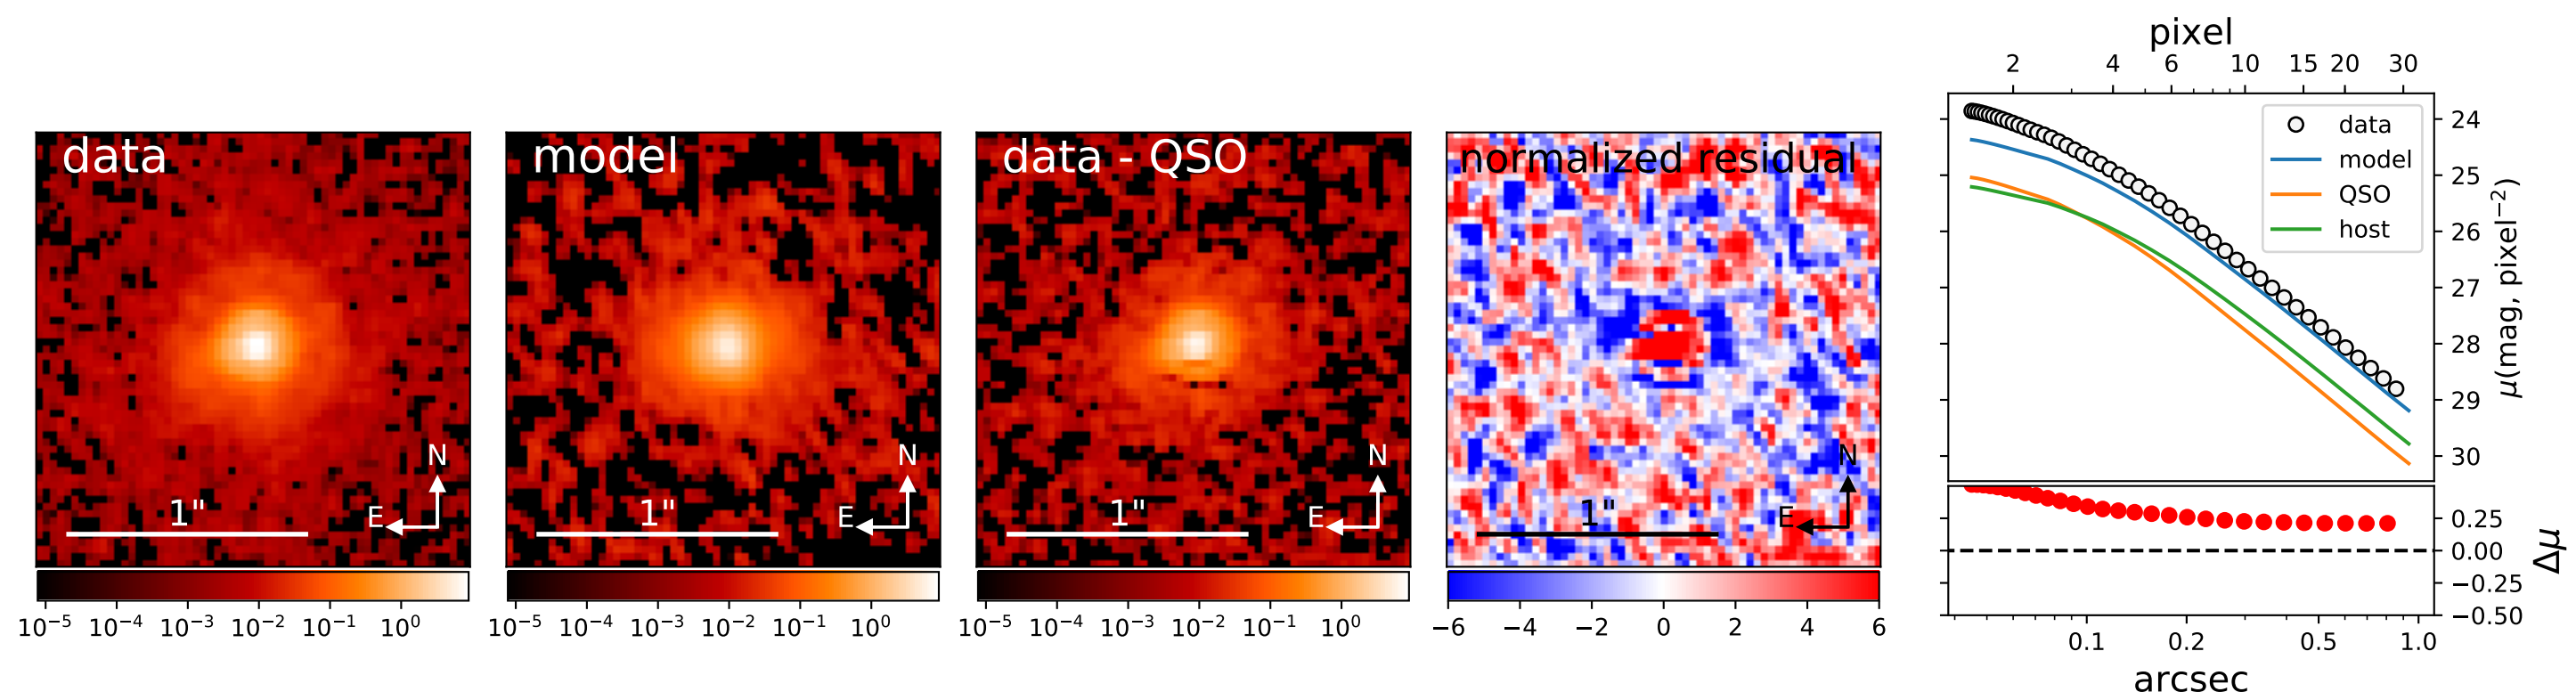 data
N
E
1"
10⁻⁵ 10⁻⁴ 10⁻³ 10⁻² 10⁻¹ 10⁰
model
N
E
1"
10⁻⁵ 10⁻⁴ 10⁻³ 10⁻² 10⁻¹ 10⁰
data - QSO
N
E
1"
10⁻⁵ 10⁻⁴ 10⁻³ 10⁻² 10⁻¹ 10⁰
normalized residual
N
E
1"
−6 −4 −2 0 2 4 6
pixel
2 4 6 10 15 20 30
data
model
QSO
host
24
25
26
27
28
29
30
μ(mag, pixel⁻²)
0.25
0.00
−0.25
−0.50
Δμ
0.1 0.2 0.5 1.0
arcsec